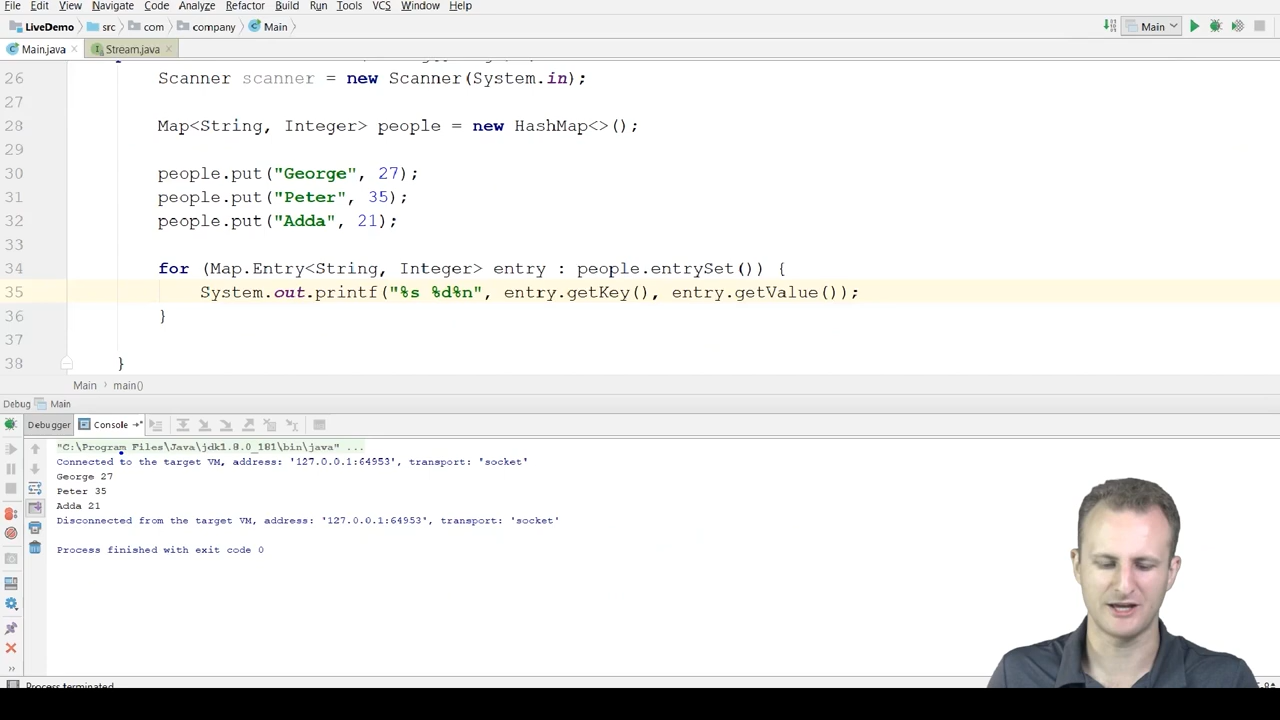 File Edit View Navigate Code Analyze Refactor Build Run Tools VCS Window Help
LiveDemo src com company Main Main
Main.java Stream.java
26 Scanner scanner = new Scanner(System.in);
27
28 Map<String, Integer> people = new HashMap<>();
29
30 people.put("George", 27);
31 people.put("Peter", 35);
32 people.put("Adda", 21);
33
34 for (Map.Entry<String, Integer> entry : people.entrySet()) {
35 System.out.printf("%s %d%n", entry.getKey(), entry.getValue());
36 }
37
38 }
Main › main()
Debug Main
Debugger Console
"C:\Program Files\Java\jdk1.8.0_181\bin\java" ...
Connected to the target VM, address: '127.0.0.1:64953', transport: 'socket'
George 27
Peter 35
Adda 21
Disconnected from the target VM, address: '127.0.0.1:64953', transport: 'socket'
Process finished with exit code 0
Process terminated